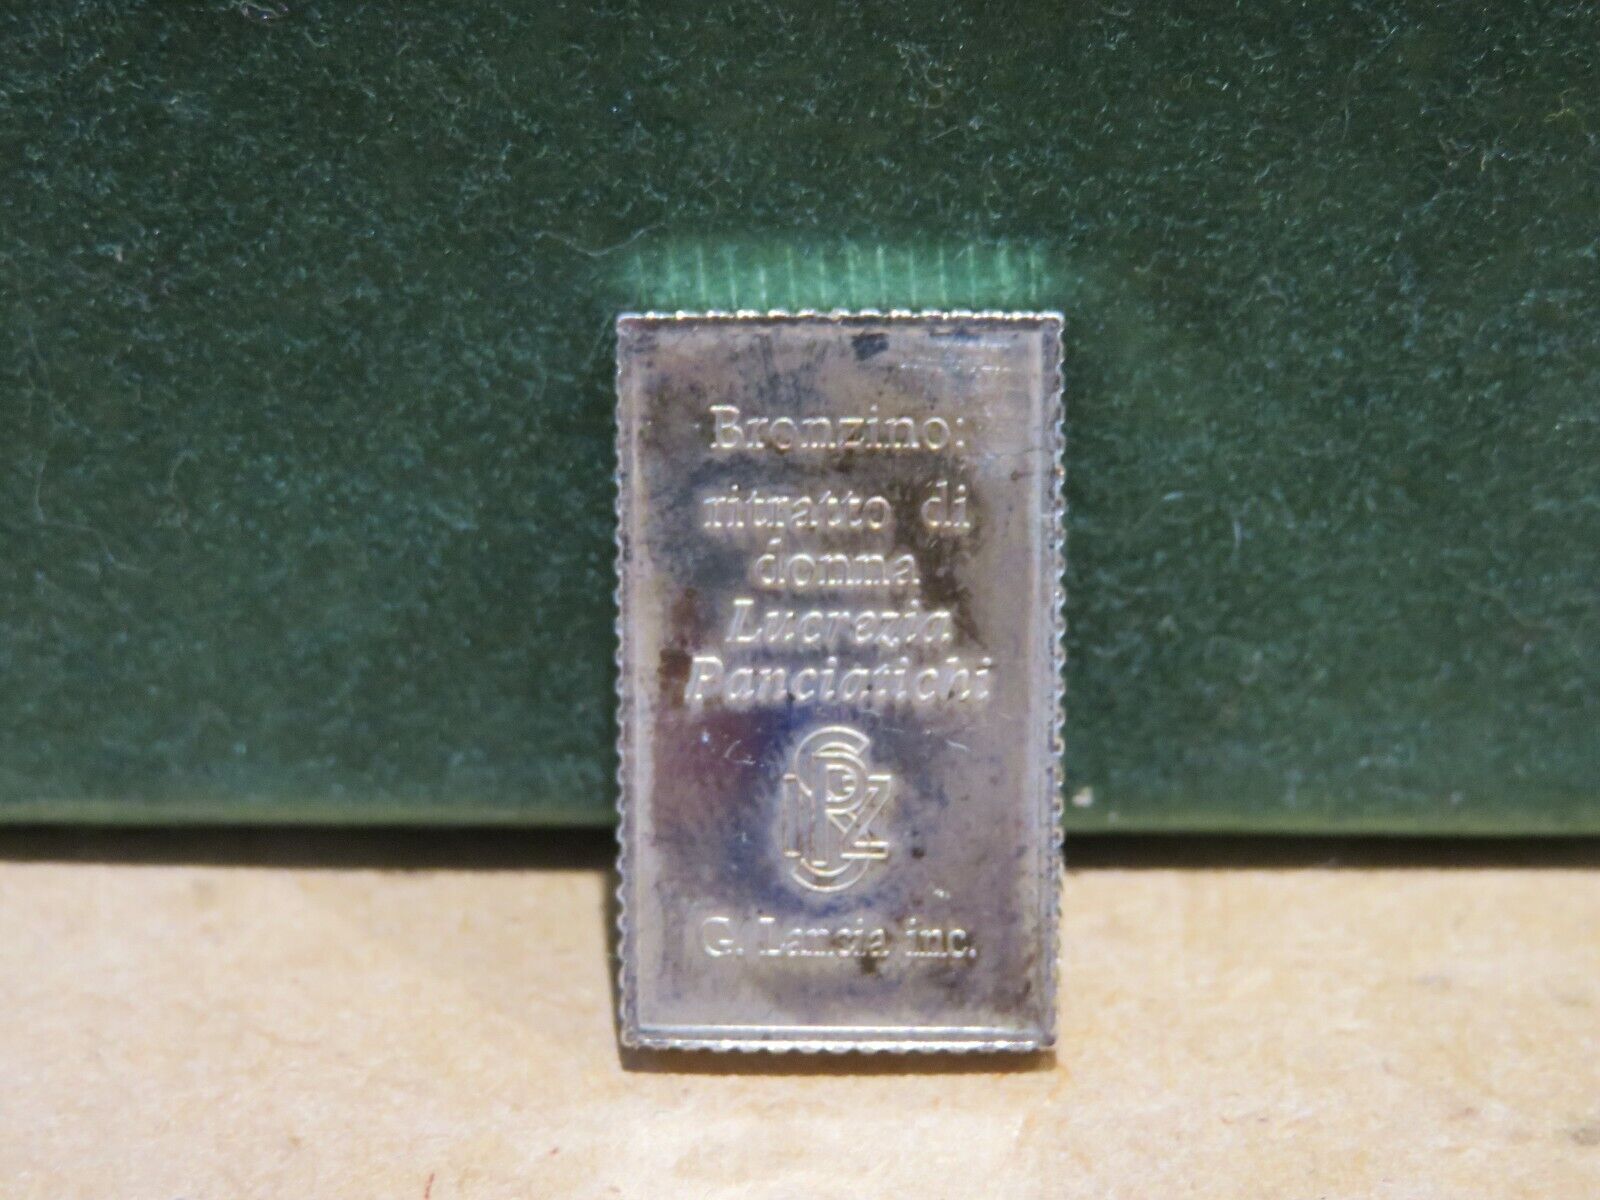 Bronzino:
ritratto di
donna
Lucrezia
Panciatichi
G. Lancia inc.